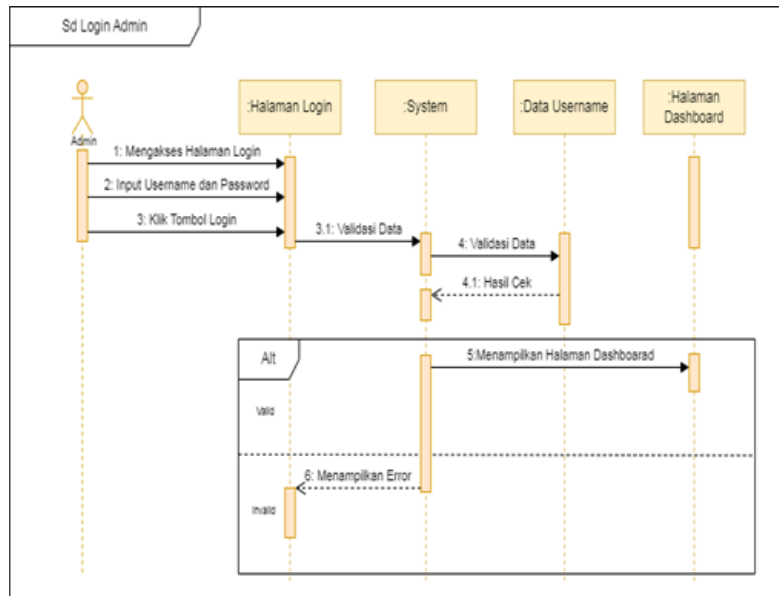 Sd Login Admin
:Halaman Login
:System
:Data Username
:Halaman
Dashboard
Admin
1: Mengakses Halaman Login
2: Input Username dan Password
3: Klik Tombol Login
3.1: Validasi Data
4: Validasi Data
4.1: Hasil Cek
Alt
5:Menampilkan Halaman Dashboarad
Valid
6: Menampilkan Error
Invalid